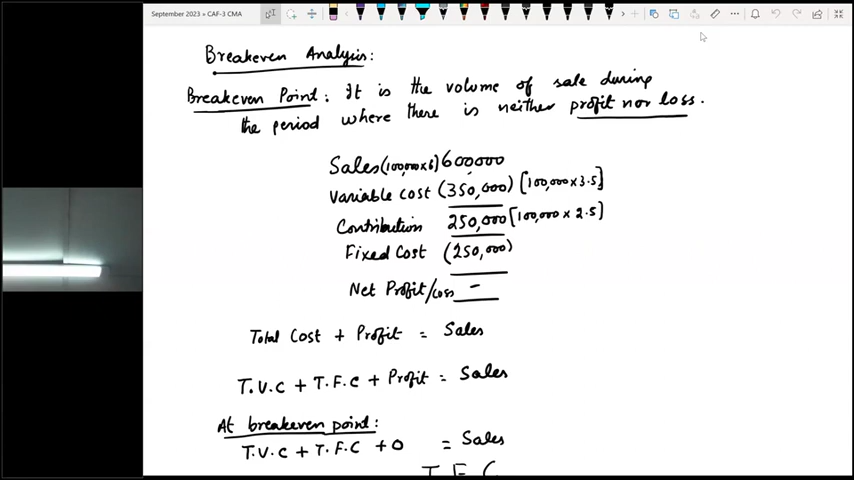 September 2023 » CAF-3 CMA
Breakeven Analysis:
Breakeven Point: It is the volume of sale during
the period where there is neither profit nor loss.
Sales (100,000x6) 600,000
Variable cost (350,000) [100,000 x 3.5]
Contribution 250,000 [100,000 x 2.5]
Fixed Cost (250,000)
Net Profit/Loss -
Total Cost + Profit = Sales
T.V.C + T.F.C + Profit = Sales
At breakeven point:
T.V.C + T.F.C + 0 = Sales
T.F.C